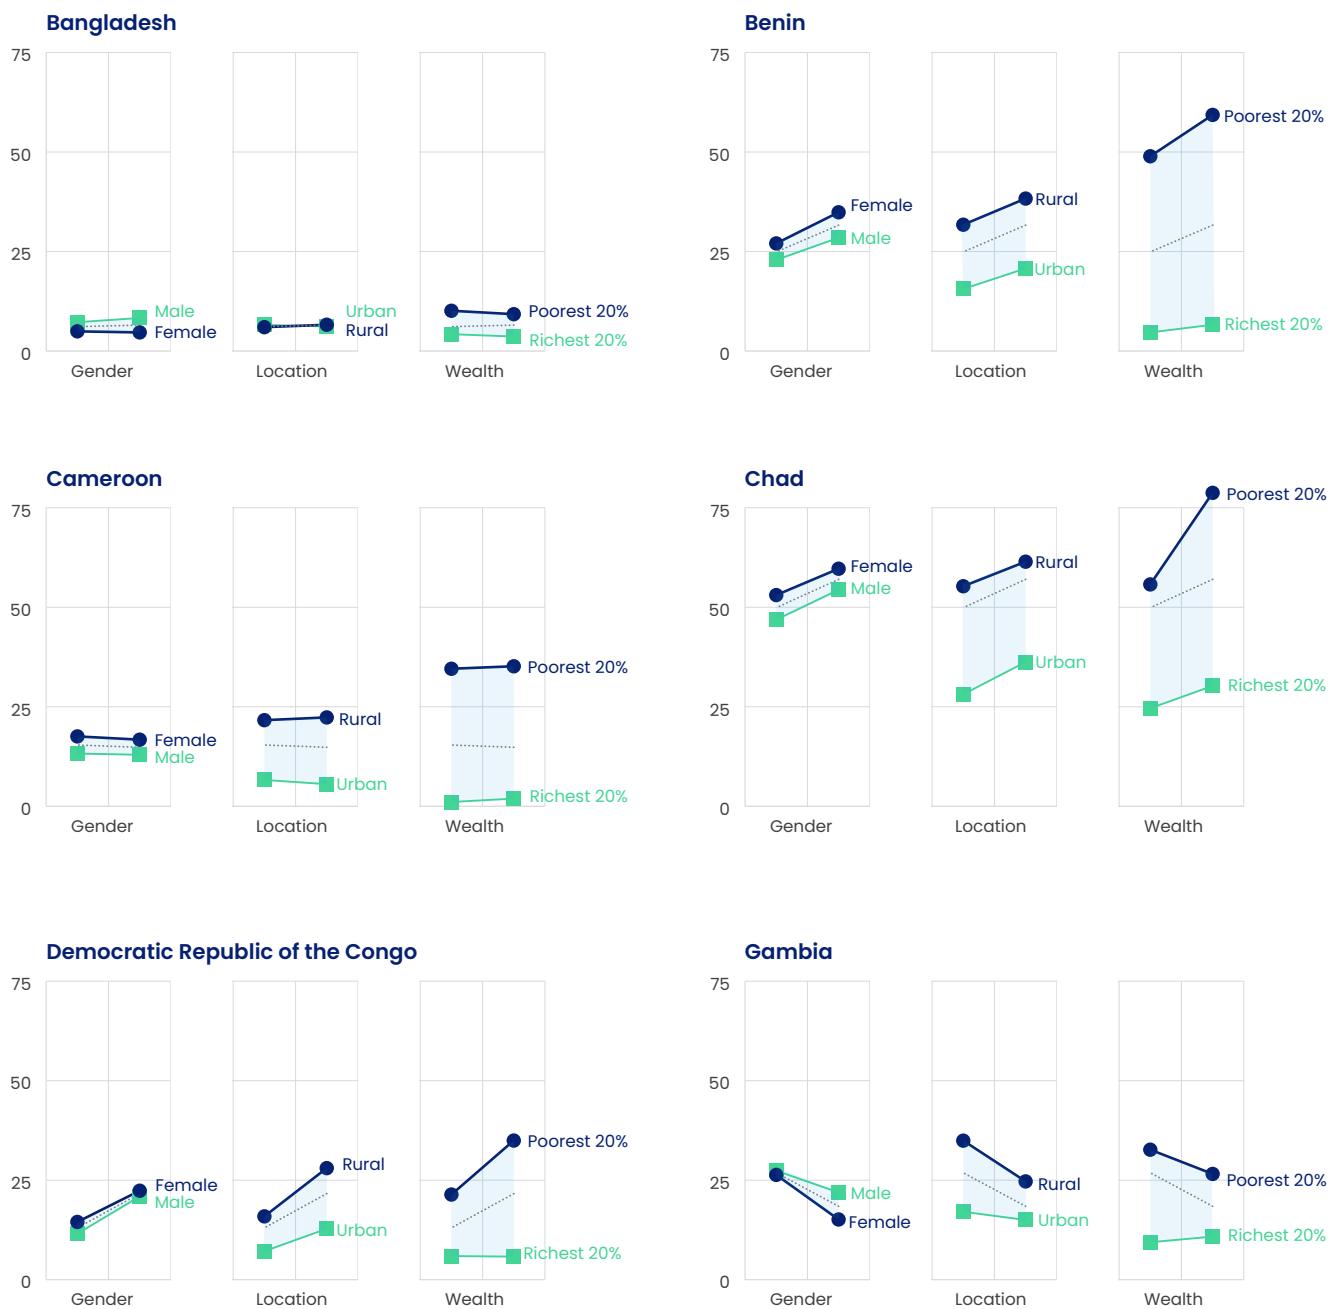 Bangladesh
75
50
25
0
Male
Female
Urban
Rural
Poorest 20%
Richest 20%
Gender
Location
Wealth
Benin
75
50
25
0
Female
Male
Rural
Urban
Poorest 20%
Richest 20%
Gender
Location
Wealth
Cameroon
75
50
25
0
Female
Male
Rural
Urban
Poorest 20%
Richest 20%
Gender
Location
Wealth
Chad
75
50
25
0
Female
Male
Rural
Urban
Poorest 20%
Richest 20%
Gender
Location
Wealth
Democratic Republic of the Congo
75
50
25
0
Female
Male
Rural
Urban
Poorest 20%
Richest 20%
Gender
Location
Wealth
Gambia
75
50
25
0
Male
Female
Rural
Urban
Poorest 20%
Richest 20%
Gender
Location
Wealth